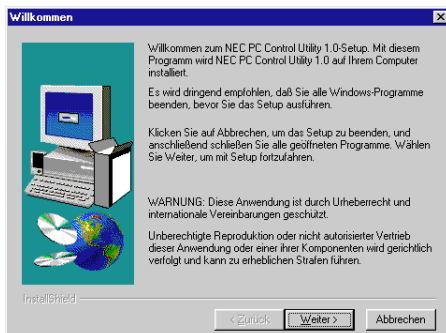 Willkommen
Willkommen zum NEC PC Control Utility 1.0-Setup. Mit diesem
Programm wird NEC PC Control Utility 1.0 auf Ihrem Computer
installiert.
Es wird dringend empfohlen, daß Sie alle Windows-Programme
beenden, bevor Sie das Setup ausführen.
Klicken Sie auf Abbrechen, um das Setup zu beenden, und
anschließend schließen Sie alle geöffneten Programme. Wählen
Sie Weiter, um mit Setup fortzufahren.
WARNUNG: Diese Anwendung ist durch Urheberrecht und
internationale Vereinbarungen geschützt.
Unberechtigte Reproduktion oder nicht autorisierter Vertrieb
dieser Anwendung oder einer ihrer Komponenten wird gerichtlich
verfolgt und kann zu erheblichen Strafen führen.
InstallShield
< Zurück Weiter > Abbrechen